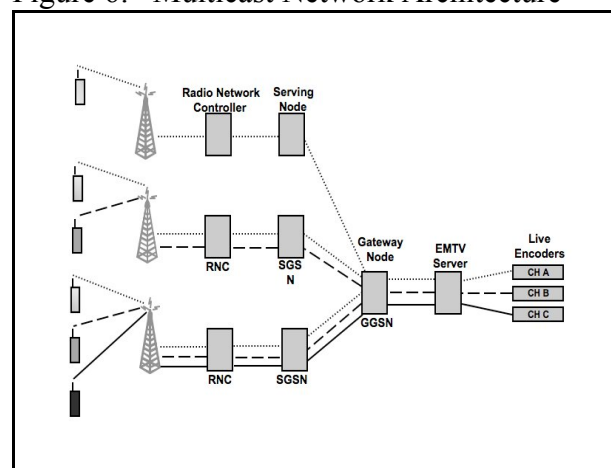 Figure 6. Multicast Network Architecture
Radio Network
Controller
Serving
Node
RNC
SGS
N
Gateway
Node
EMTV
Server
Live
Encoders
CH A
CH B
CH C
GGSN
RNC
SGSN